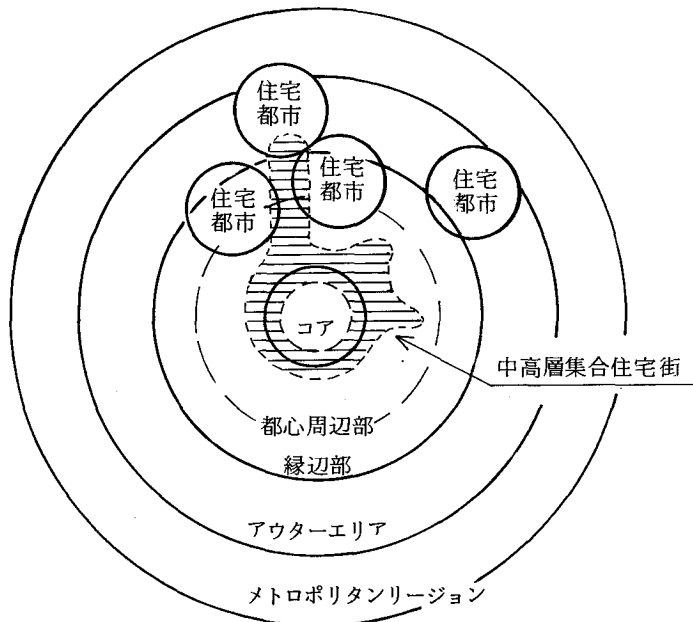 住宅
都市
住宅
都市
住宅
都市
住宅
都市
コア
中高層集合住宅街
都心周辺部
縁辺部
アウターエリア
メトロポリタンリージョン